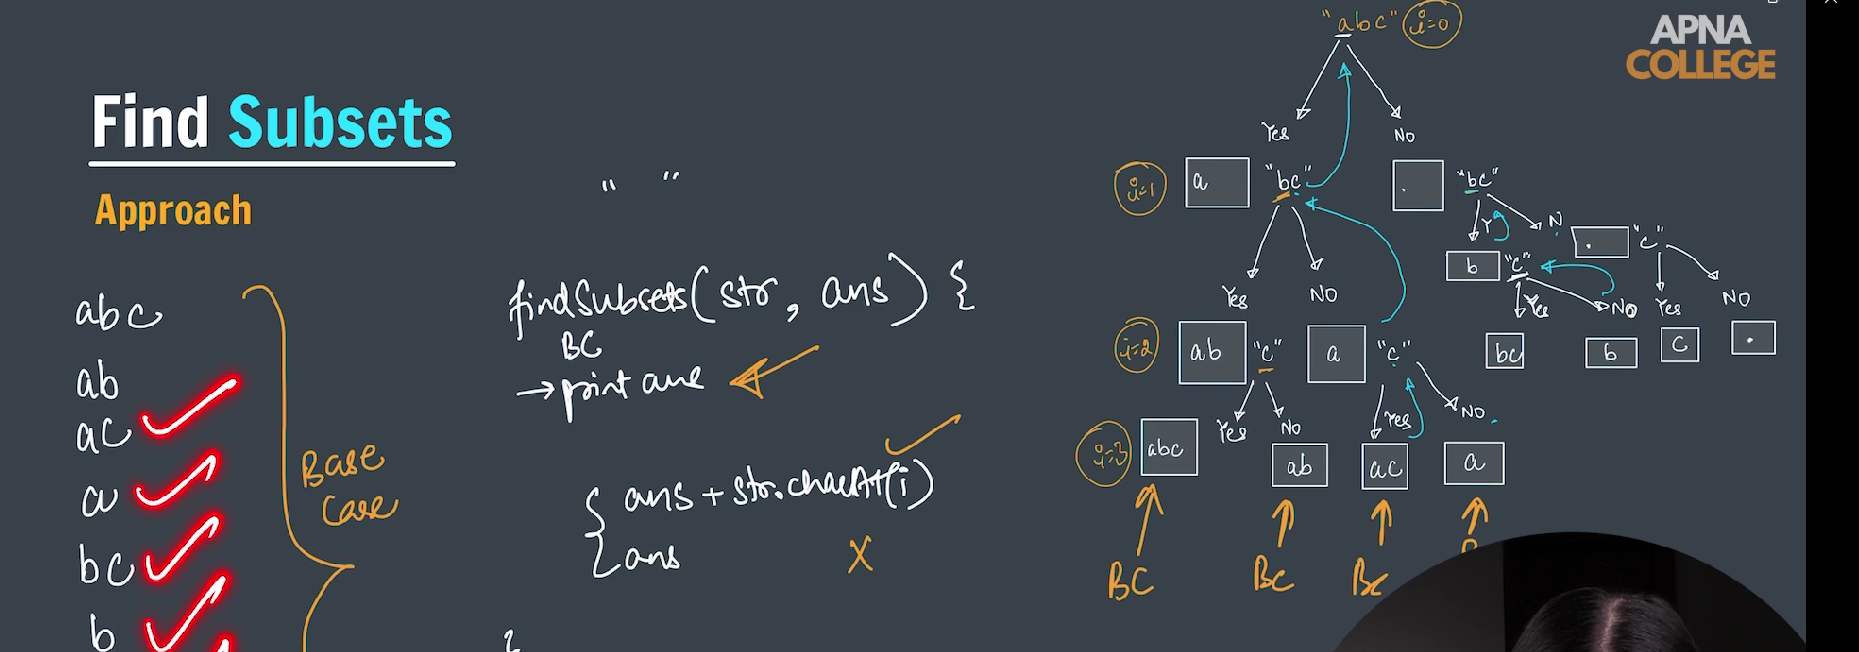 APNA
COLLEGE
Find Subsets
Approach
" "
abc
ab
ac
a
bc
b
Base
Case
findSubsets(str, ans) {
BC
→ print ans
ans + str.charAt(i)
ans
X
"abc" i=0
Yes No
i=1 a "bc" . "bc"
Y N
b "c" . "c"
Yes No
Yes No Yes No
i=2 ab "c" a "c"
bc b c .
Yes No Yes No
i=3 abc ab ac a
BC BC BC